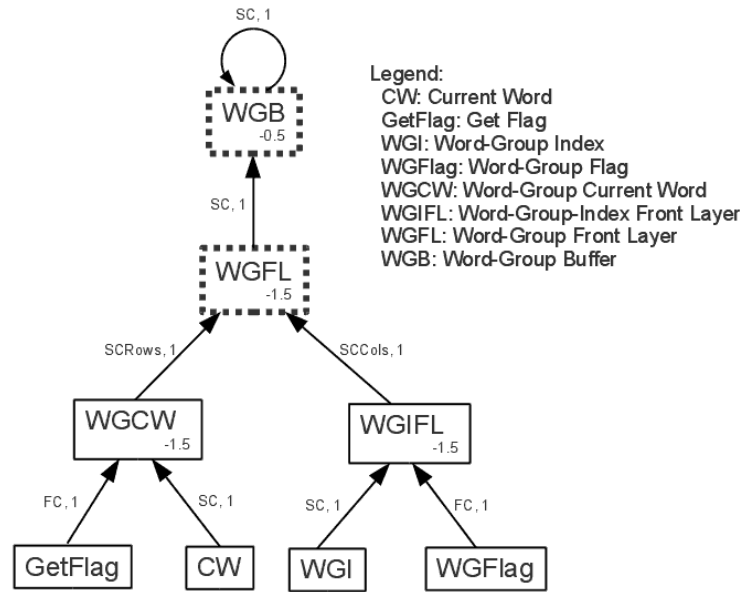 SC, 1
WGB
-0.5
SC, 1
WGFL
-1.5
SCRows, 1
SCCols, 1
WGCW
-1.5
WGIFL
-1.5
FC, 1
SC, 1
SC, 1
FC, 1
GetFlag
CW
WGI
WGFlag
Legend:
CW: Current Word
GetFlag: Get Flag
WGI: Word-Group Index
WGFlag: Word-Group Flag
WGCW: Word-Group Current Word
WGIFL: Word-Group-Index Front Layer
WGFL: Word-Group Front Layer
WGB: Word-Group Buffer